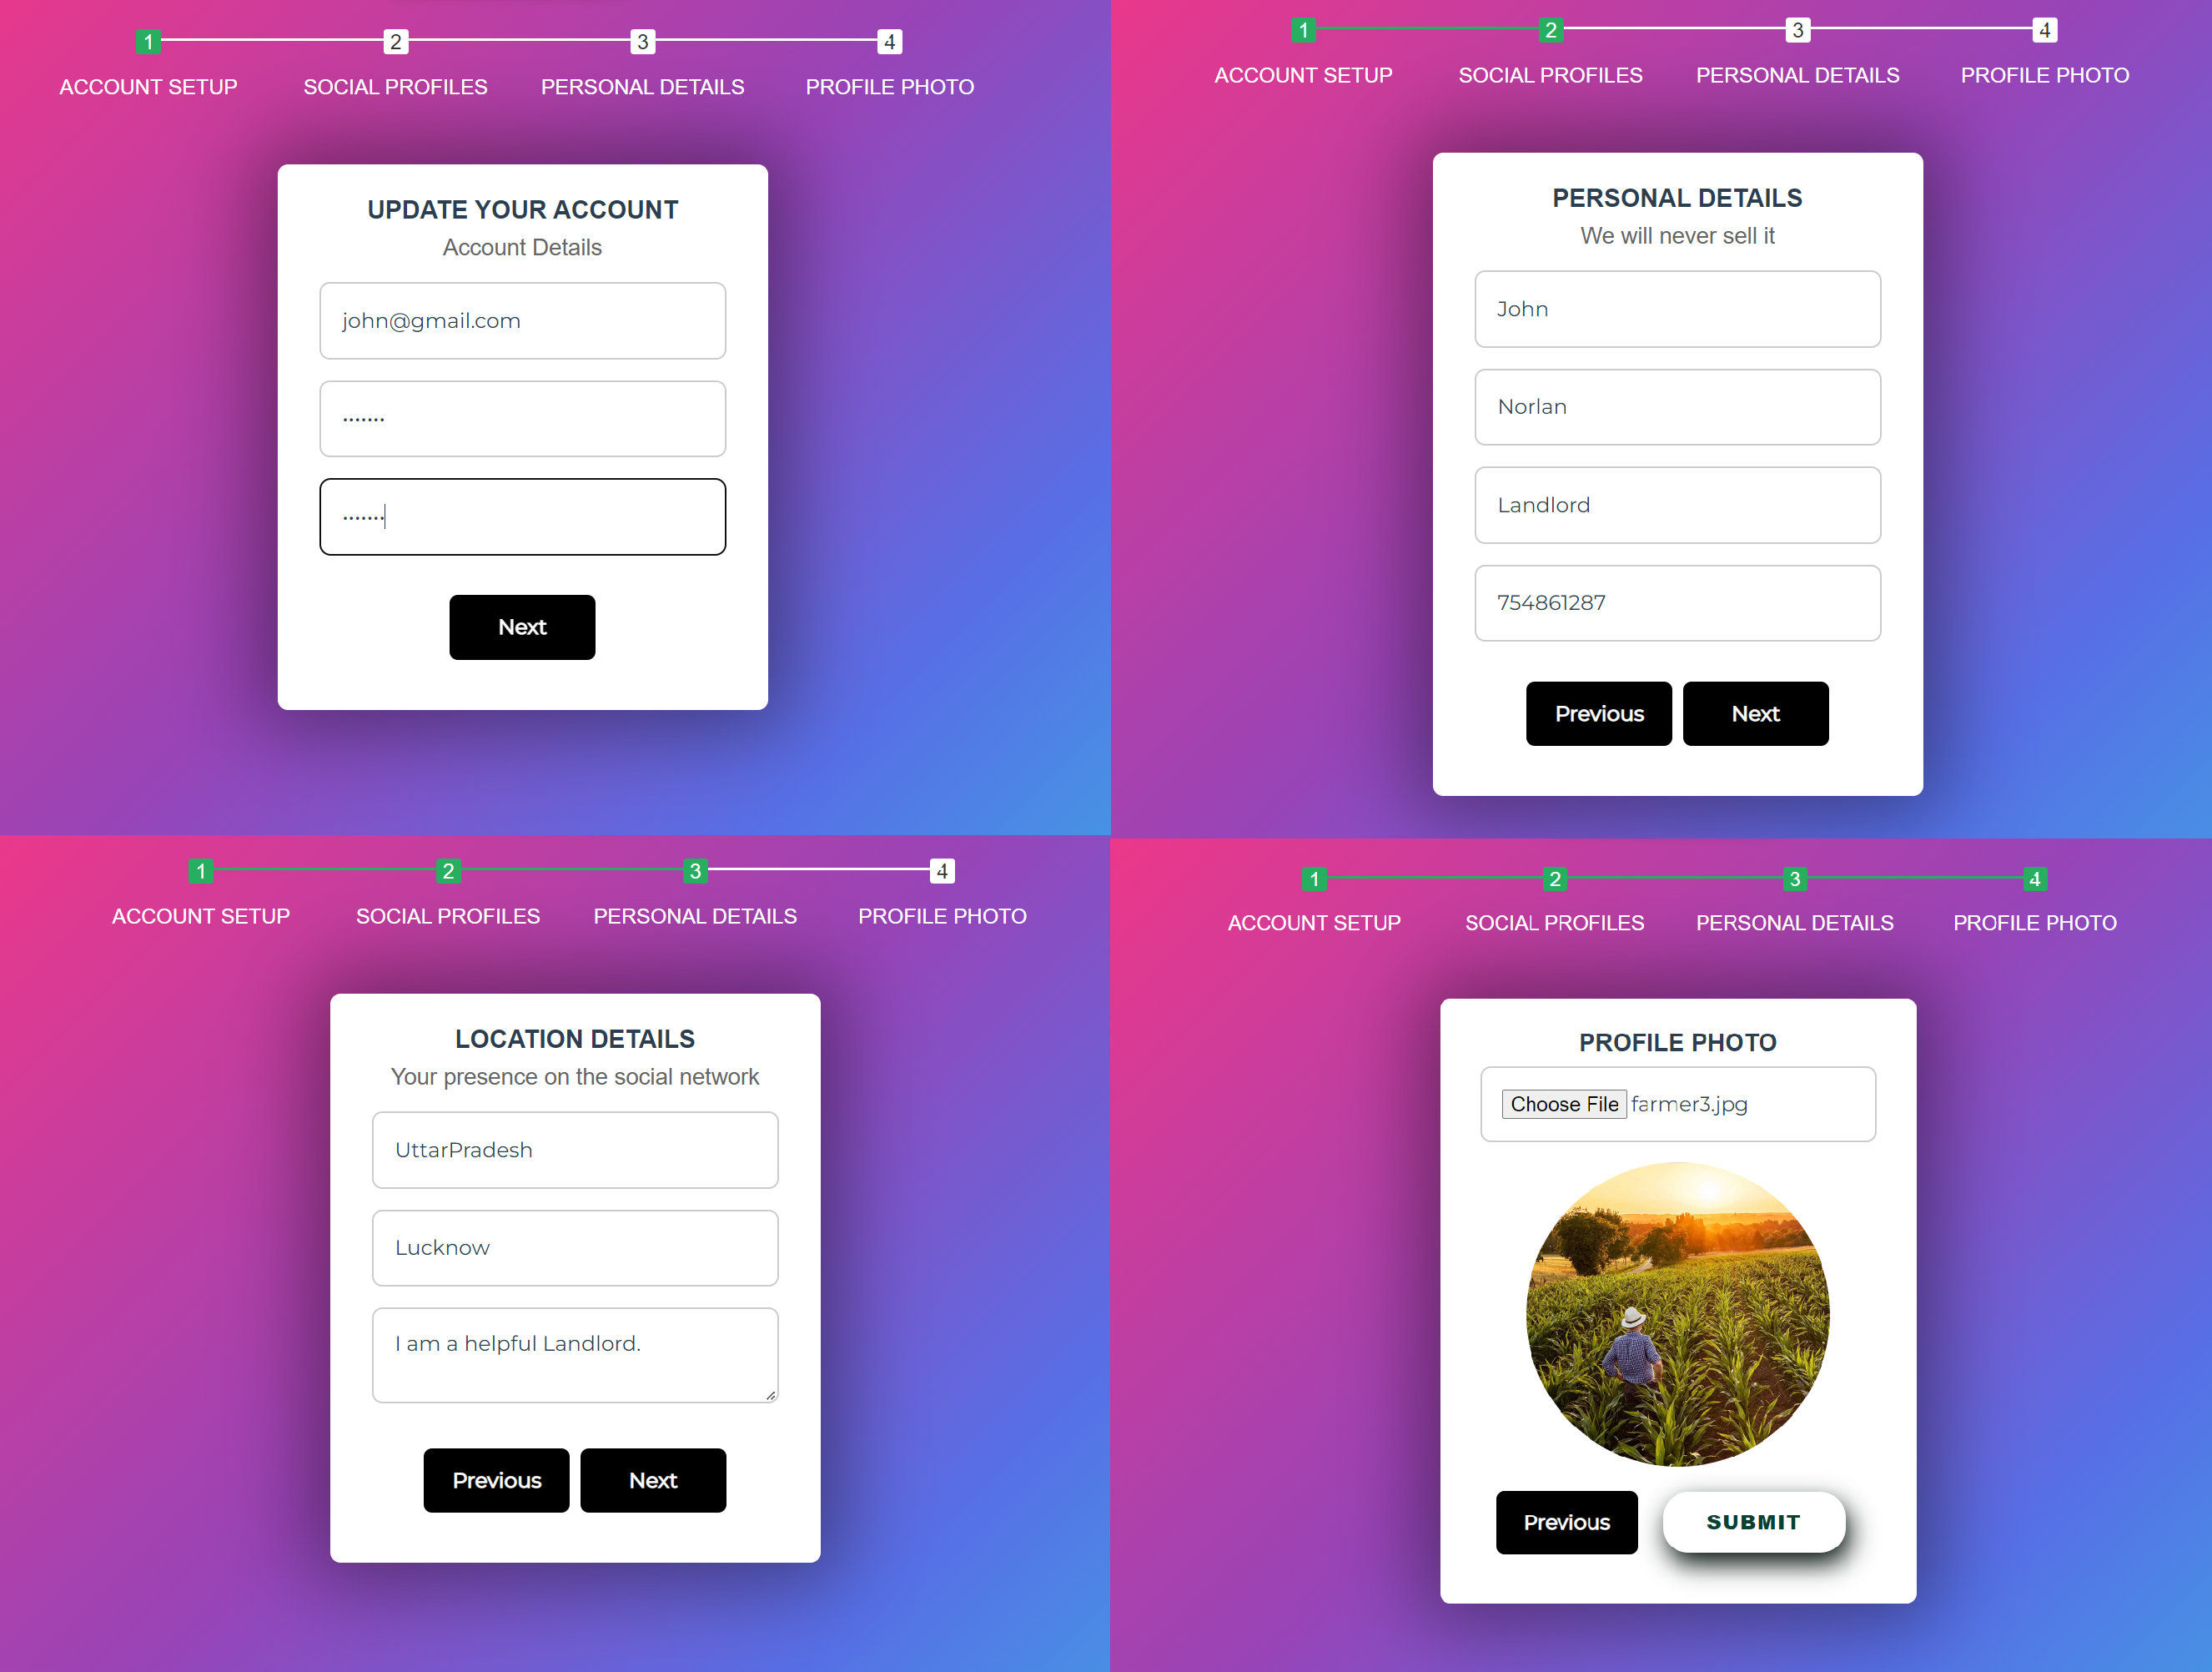 1 2 3 4
ACCOUNT SETUP SOCIAL PROFILES PERSONAL DETAILS PROFILE PHOTO
UPDATE YOUR ACCOUNT
Account Details
john@gmail.com
•••••••
•••••••
Next
1 2 3 4
ACCOUNT SETUP SOCIAL PROFILES PERSONAL DETAILS PROFILE PHOTO
PERSONAL DETAILS
We will never sell it
John
Norlan
Landlord
754861287
Previous Next
1 2 3 4
ACCOUNT SETUP SOCIAL PROFILES PERSONAL DETAILS PROFILE PHOTO
LOCATION DETAILS
Your presence on the social network
UttarPradesh
Lucknow
I am a helpful Landlord.
Previous Next
1 2 3 4
ACCOUNT SETUP SOCIAL PROFILES PERSONAL DETAILS PROFILE PHOTO
PROFILE PHOTO
Choose File farmer3.jpg
Previous SUBMIT